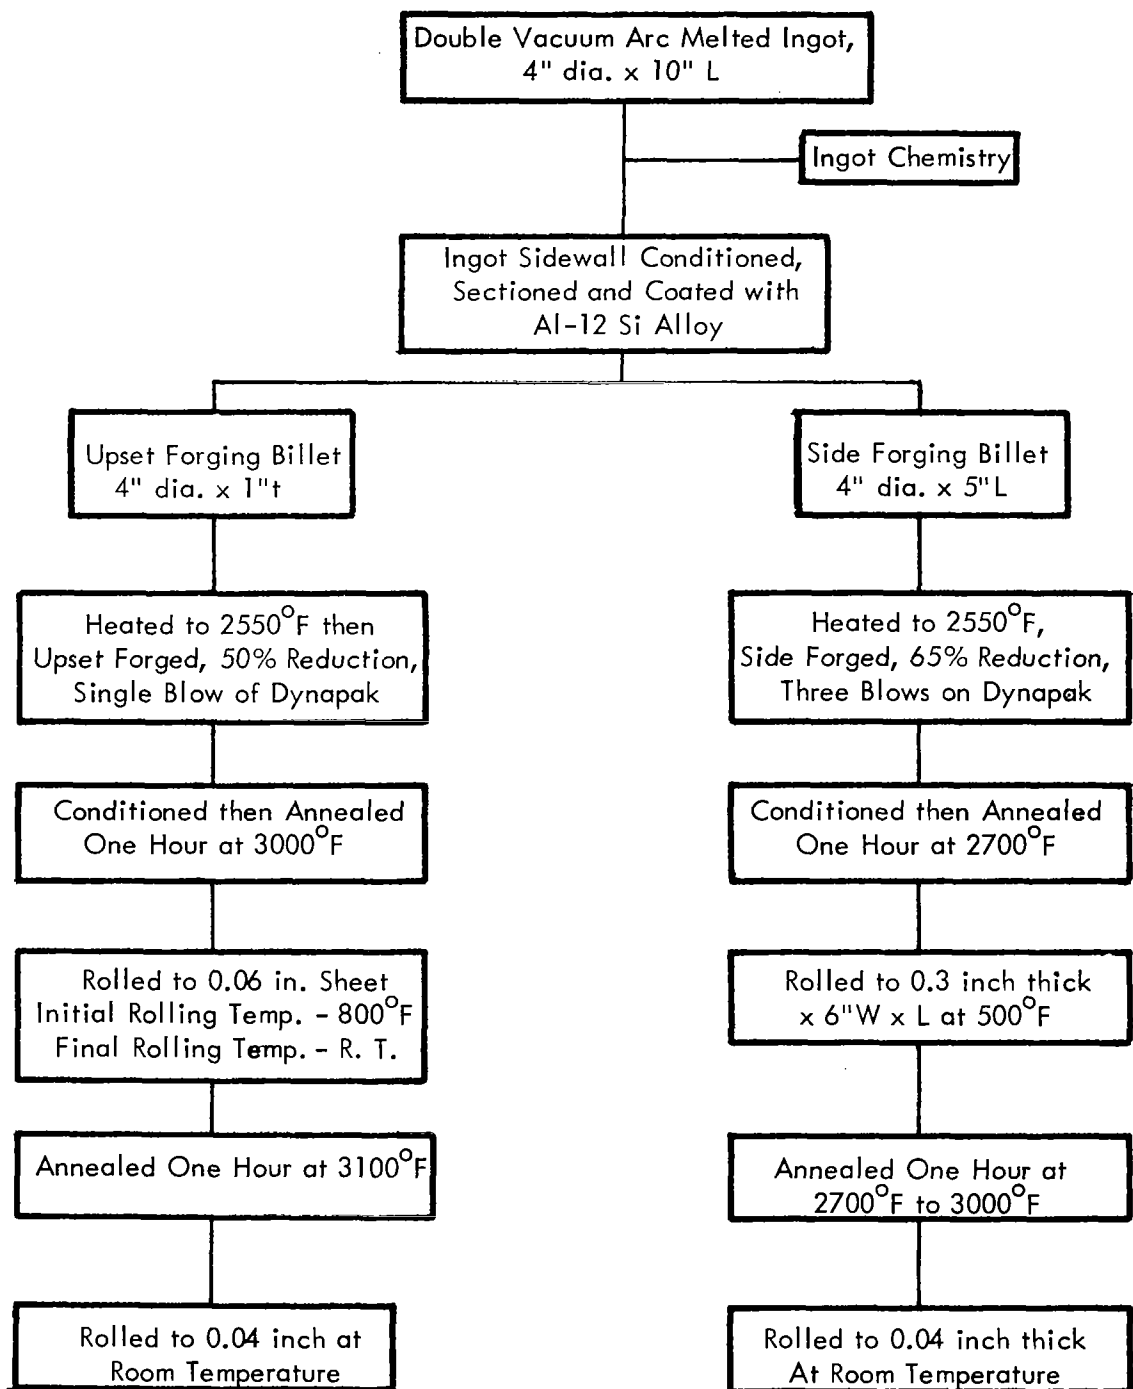 Double Vacuum Arc Melted Ingot,
4" dia. x 10" L
Ingot Chemistry
Ingot Sidewall Conditioned,
Sectioned and Coated with
Al-12 Si Alloy
Upset Forging Billet
4" dia. x 1"t
Side Forging Billet
4" dia. x 5"L
Heated to 2550°F then
Upset Forged, 50% Reduction,
Single Blow of Dynapak
Heated to 2550°F,
Side Forged, 65% Reduction,
Three Blows on Dynapak
Conditioned then Annealed
One Hour at 3000°F
Conditioned then Annealed
One Hour at 2700°F
Rolled to 0.06 in. Sheet
Initial Rolling Temp. - 800°F
Final Rolling Temp. - R. T.
Rolled to 0.3 inch thick
x 6"W x L at 500°F
Annealed One Hour at 3100°F
Annealed One Hour at
2700°F to 3000°F
Rolled to 0.04 inch at
Room Temperature
Rolled to 0.04 inch thick
At Room Temperature